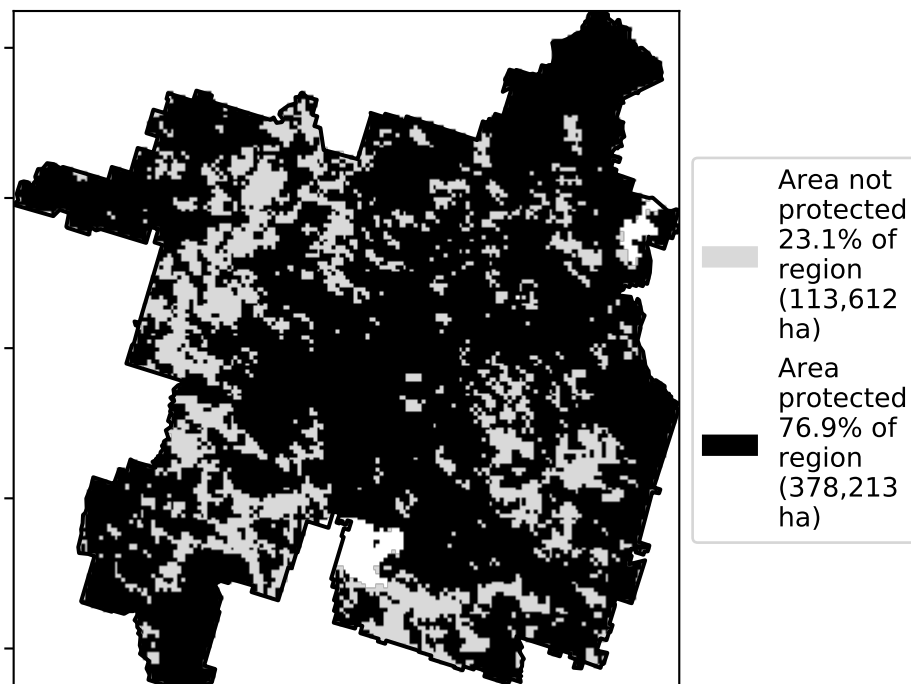 Area not
protected
23.1% of
region
(113,612
ha)
Area
protected
76.9% of
region
(378,213
ha)